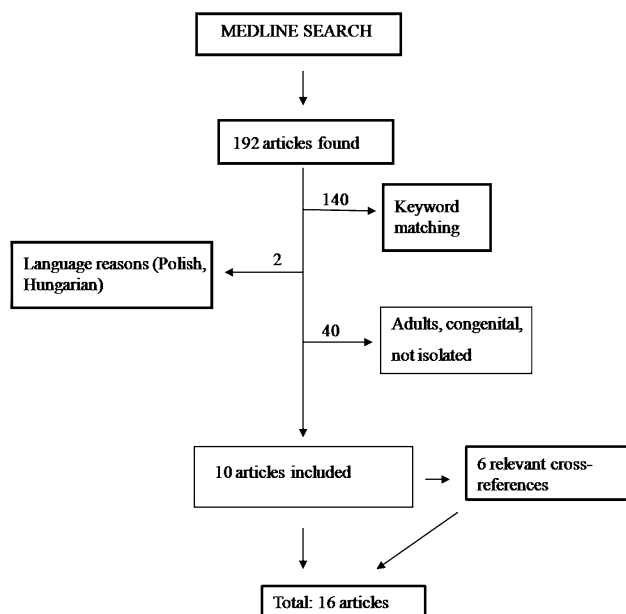 MEDLINE SEARCH
192 articles found
140
Keyword
matching
2
Language reasons (Polish,
Hungarian)
40
Adults, congenital,
not isolated
10 articles included
6 relevant cross-
references
Total: 16 articles